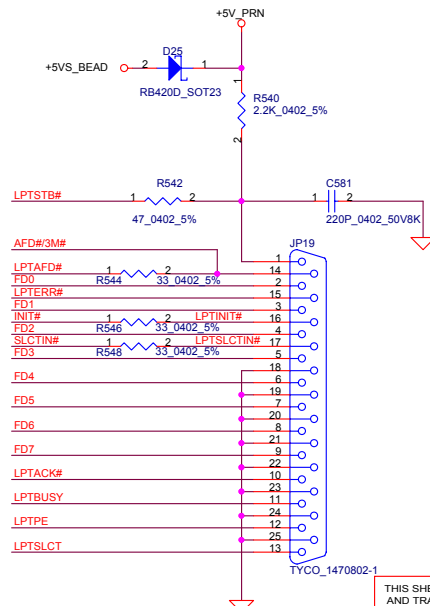 +5V_PRN
D25
+5VS_BEAD 2 1
RB420D_SOT23
1
R540
2.2K_0402_5%
2
R542 C581
LPTSTB# 1 2 1 2
47_0402_5% 220P_0402_50V8K
AFD#/3M# JP19
1
LPTAFD# 1 2 14
FD0 R544 33_0402_5% 2
LPTERR# 15
FD1 3
INIT# 1 2 LPTINIT# 16
FD2 R546 33_0402_5% 4
SLCTIN# 1 2 LPTSLCTIN# 17
FD3 R548 33_0402_5% 5
18
FD4 6
19
FD5 7
20
FD6 8
21
FD7 9
22
LPTACK# 10
23
LPTBUSY 11
24
LPTPE 12
25
LPTSLCT 13
TYCO_1470802-1
THIS SHE
AND TRA